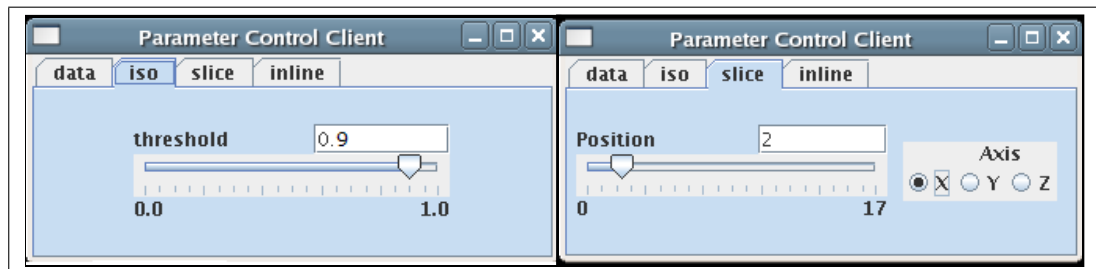 Parameter Control Client
data iso slice inline
threshold 0.9
0.0 1.0
Parameter Control Client
data iso slice inline
Position 2
Axis
X Y Z
0 17